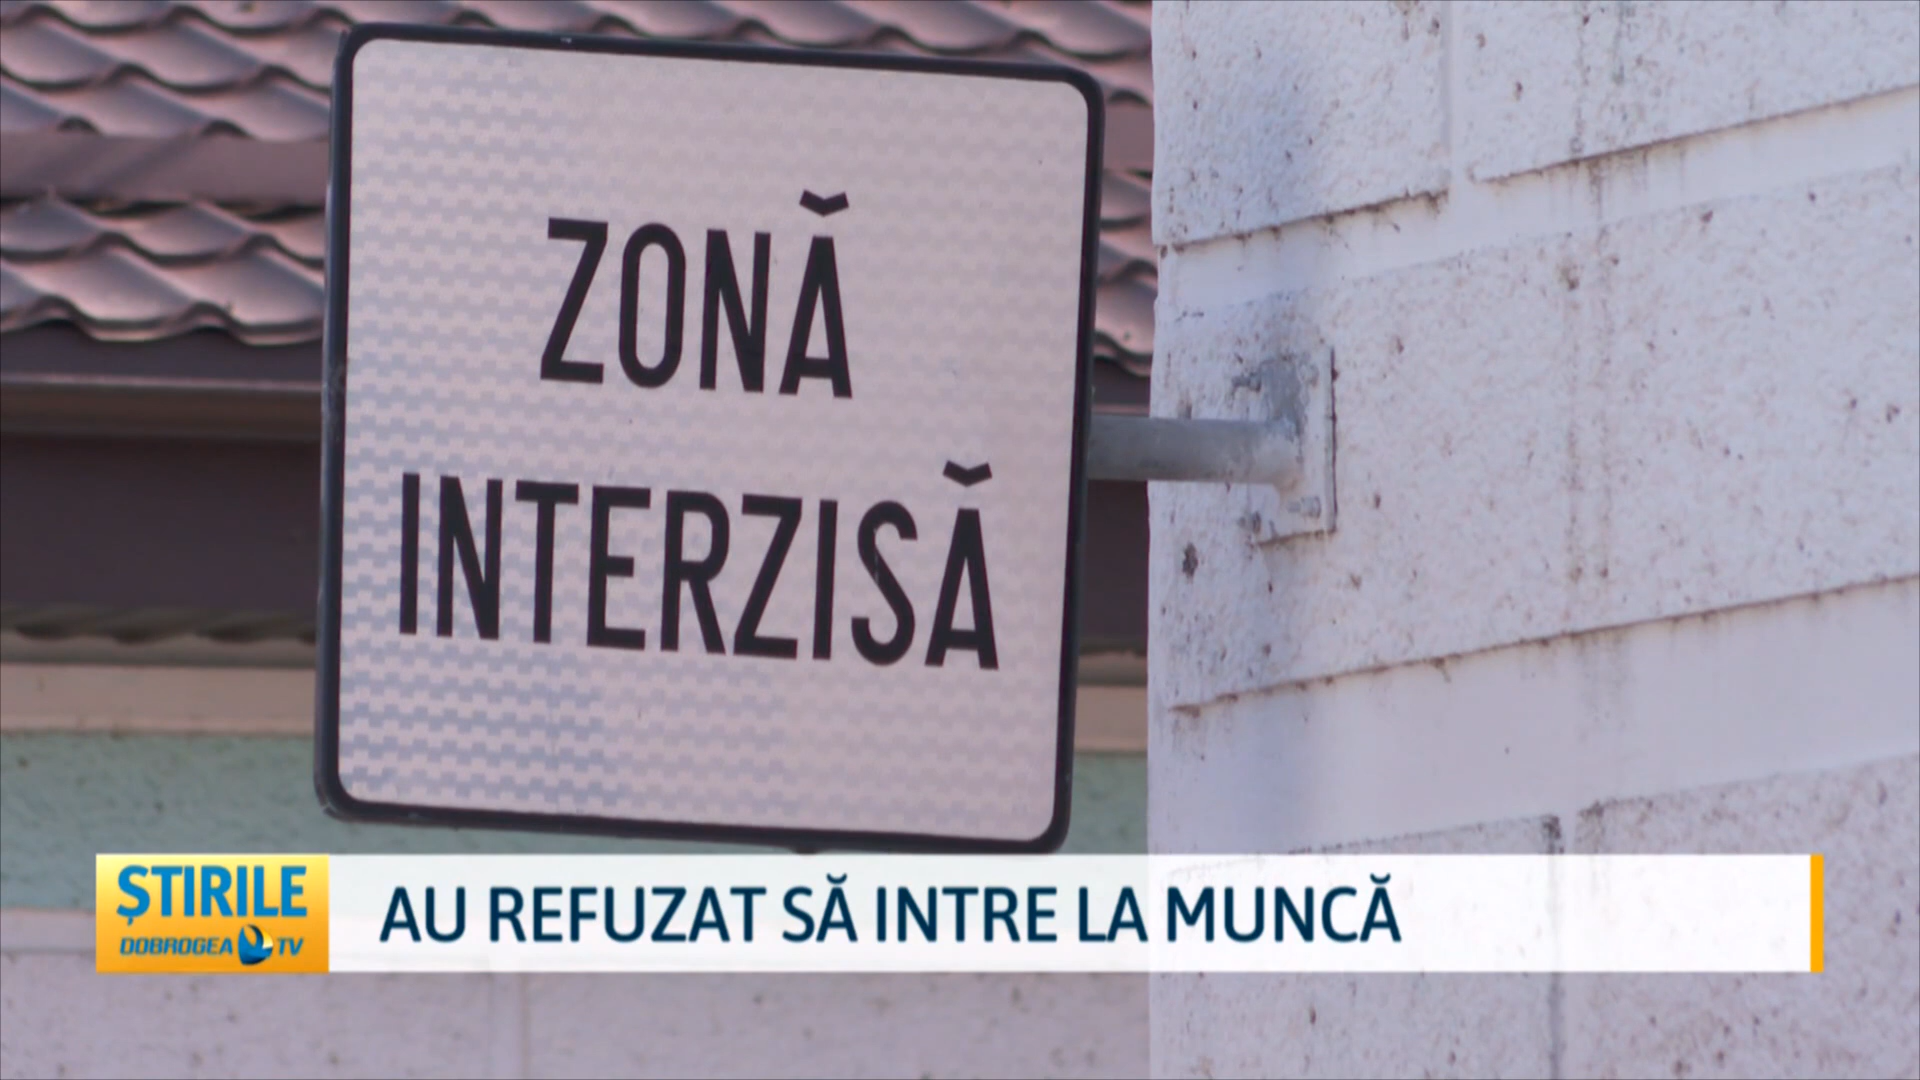 ZONĂ
INTERZISĂ
ȘTIRILE
DOBROGEA TV
AU REFUZAT SĂ INTRE LA MUNCĂ